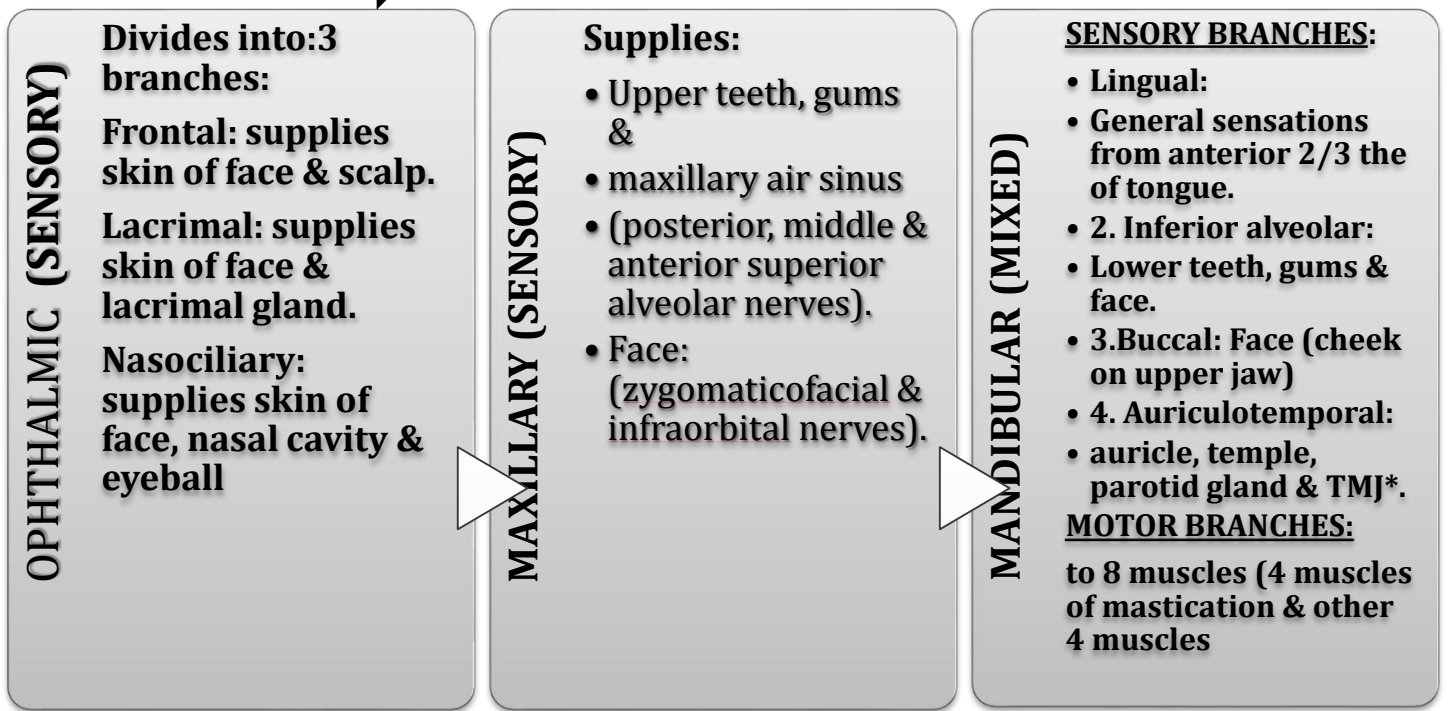 OPHTHALMIC (SENSORY)
Divides into:3
branches:
Frontal: supplies
skin of face & scalp.
Lacrimal: supplies
skin of face &
lacrimal gland.
Nasociliary:
supplies skin of
face, nasal cavity &
eyeball
MAXILLARY (SENSORY)
Supplies:
• Upper teeth, gums
&
• maxillary air sinus
• (posterior, middle &
anterior superior
alveolar nerves).
• Face:
(zygomaticofacial &
infraorbital nerves).
MANDIBULAR (MIXED)
SENSORY BRANCHES:
• Lingual:
• General sensations
from anterior 2/3 the
of tongue.
• 2. Inferior alveolar:
• Lower teeth, gums &
face.
• 3.Buccal: Face (cheek
on upper jaw)
• 4. Auriculotemporal:
• auricle, temple,
parotid gland & TMJ*.
MOTOR BRANCHES:
to 8 muscles (4 muscles
of mastication & other
4 muscles